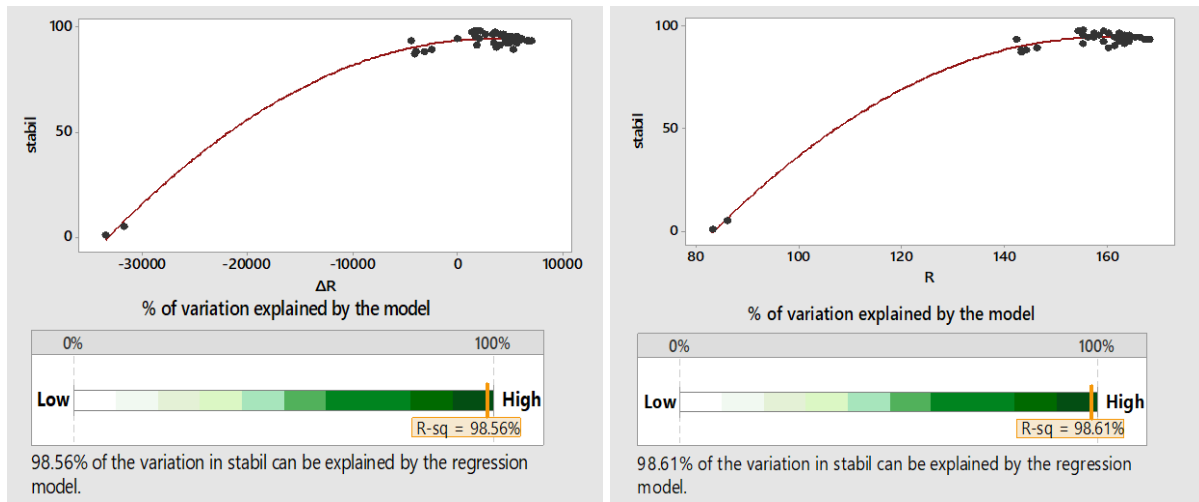 100
50
0
stabil
-30000 -20000 -10000 0 10000
ΔR
% of variation explained by the model
0% 100%
Low High
R-sq = 98.56%
98.56% of the variation in stabil can be explained by the regression
model.
100
50
0
stabil
80 100 120 140 160
R
% of variation explained by the model
0% 100%
Low High
R-sq = 98.61%
98.61% of the variation in stabil can be explained by the regression
model.